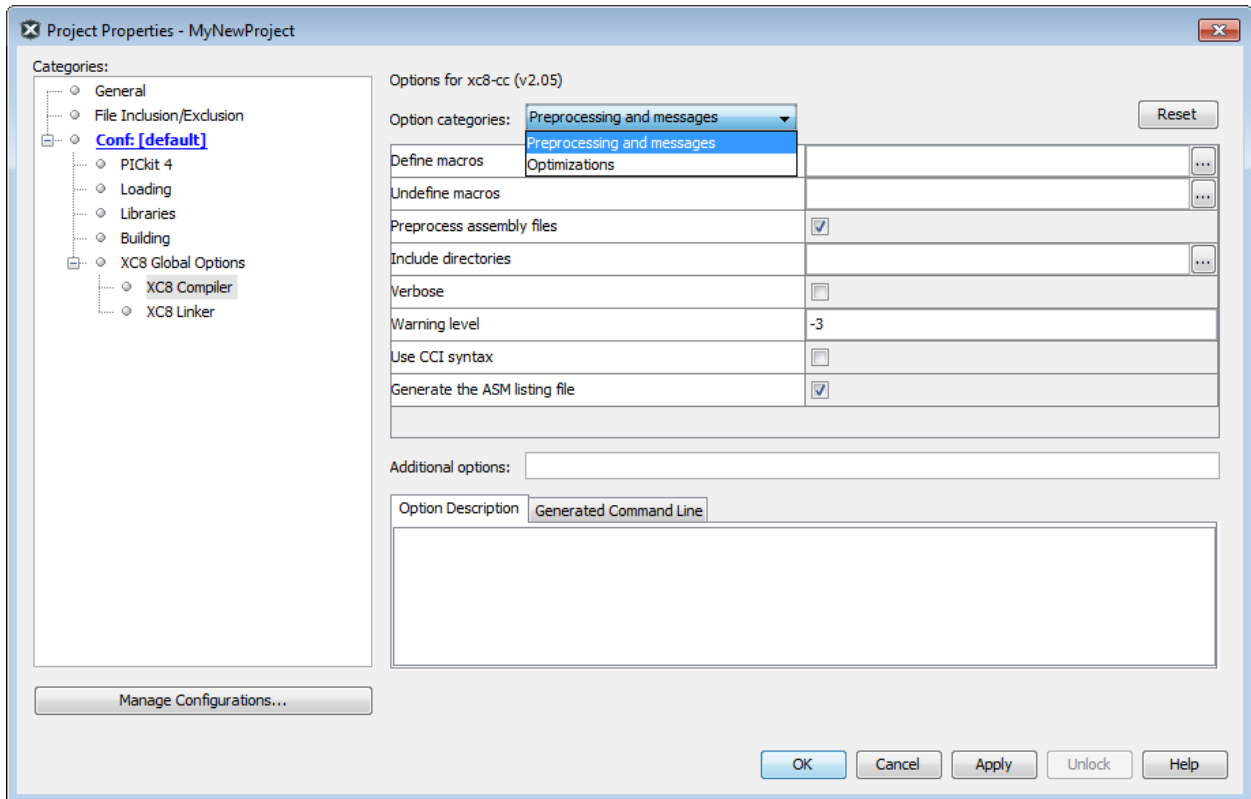 Project Properties - MyNewProject
Categories:
General
File Inclusion/Exclusion
Conf: [default]
PICkit 4
Loading
Libraries
Building
XC8 Global Options
XC8 Compiler
XC8 Linker
Manage Configurations...
Options for xc8-cc (v2.05)
Option categories: Preprocessing and messages
Reset
Preprocessing and messages
Optimizations
Define macros ...
Undefine macros ...
Preprocess assembly files
Include directories ...
Verbose
Warning level -3
Use CCI syntax
Generate the ASM listing file
Additional options:
Option Description Generated Command Line
OK Cancel Apply Unlock Help